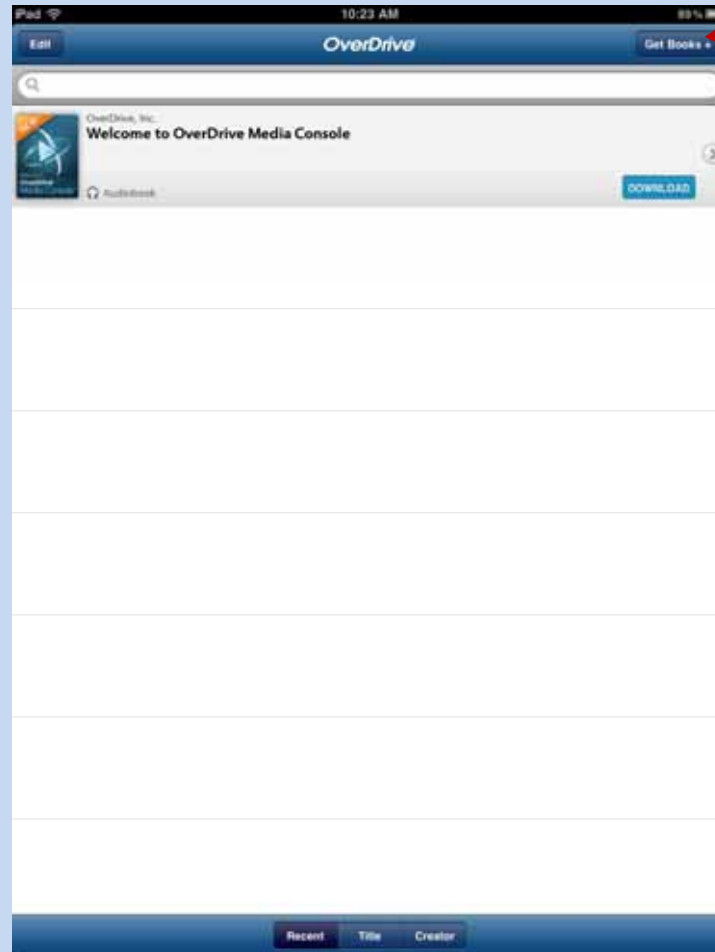 iPad
10:23 AM
89%
Edit
OverDrive
Get Books +
OverDrive, Inc.
Welcome to OverDrive Media Console
Audiobook
DOWNLOAD
Recent
Title
Creator